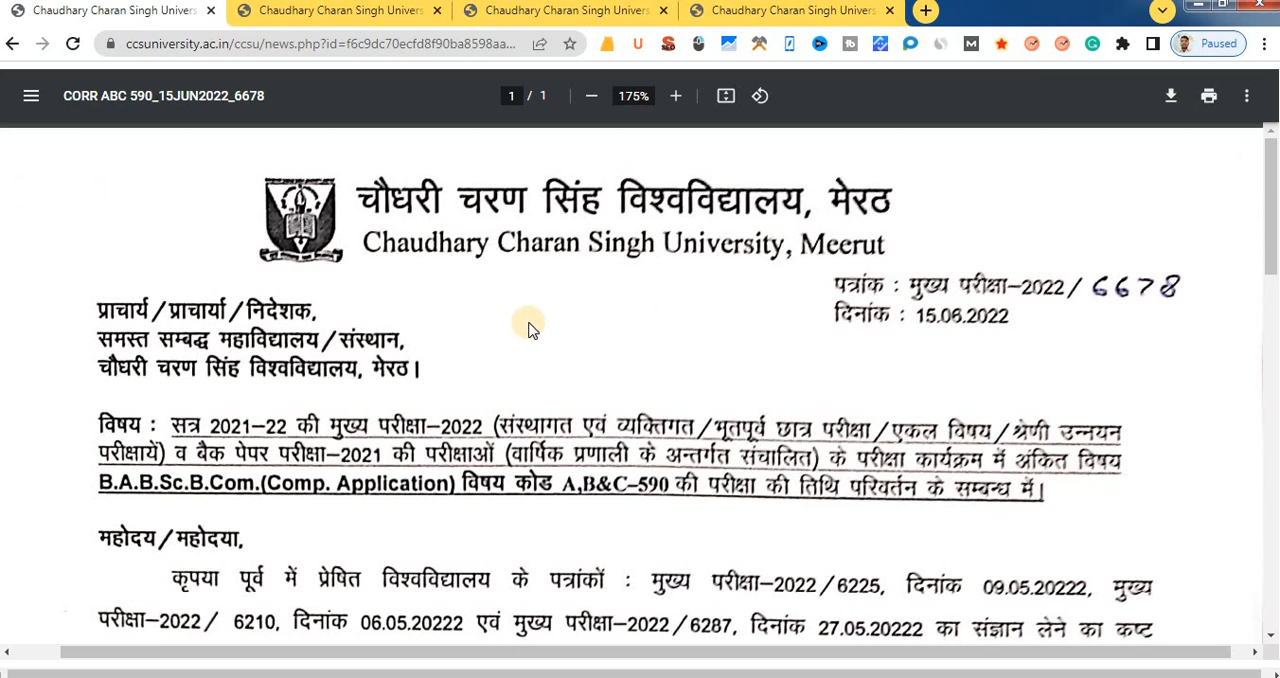 Chaudhary Charan Singh Univers
Chaudhary Charan Singh Univers
Chaudhary Charan Singh Univers
Chaudhary Charan Singh Univers
ccsuniversity.ac.in/ccsu/news.php?id=f6c9dc70ecfd8f90ba8598aa...
Paused
CORR ABC 590_15JUN2022_6678
1 / 1
175%
चौधरी चरण सिंह विश्वविद्यालय, मेरठ
Chaudhary Charan Singh University, Meerut
पत्रांक : मुख्य परीक्षा-2022/ 6678
दिनांक : 15.06.2022
प्राचार्य/प्राचार्या/निदेशक,
समस्त सम्बद्ध महाविद्यालय/संस्थान,
चौधरी चरण सिंह विश्वविद्यालय, मेरठ।
विषय : सत्र 2021-22 की मुख्य परीक्षा-2022 (संस्थागत एवं व्यक्तिगत/भूतपूर्व छात्र परीक्षा/एकल विषय/श्रेणी उन्नयन
परीक्षायें) व बैक पेपर परीक्षा-2021 की परीक्षाओं (वार्षिक प्रणाली के अन्तर्गत संचालित) के परीक्षा कार्यक्रम में अंकित विषय
B.A.B.Sc.B.Com.(Comp. Application) विषय कोड A,B&C-590 की परीक्षा की तिथि परिवर्तन के सम्बन्ध में।
महोदय/महोदया,
कृपया पूर्व में प्रेषित विश्वविद्यालय के पत्रांकों : मुख्य परीक्षा-2022/6225, दिनांक 09.05.20222, मुख्य
परीक्षा-2022/ 6210, दिनांक 06.05.20222 एवं मुख्य परीक्षा-2022/6287, दिनांक 27.05.20222 का संज्ञान लेने का कष्ट